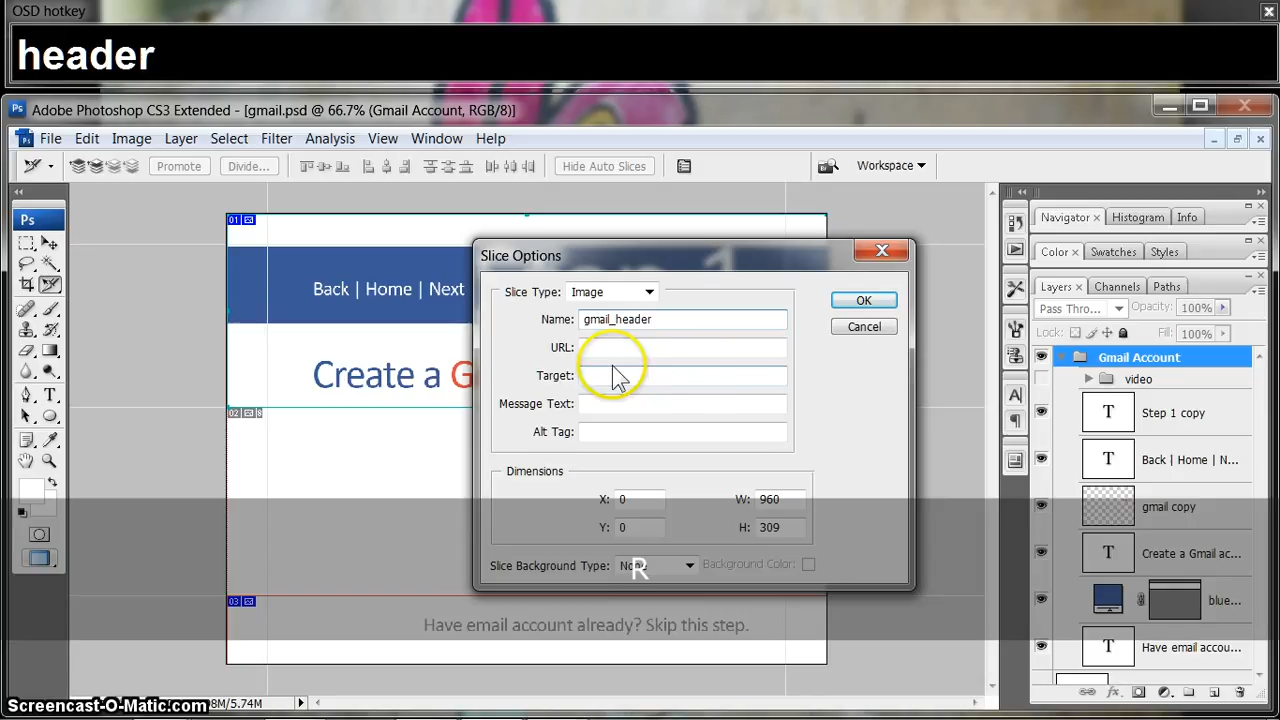 OSD hotkey
header
Adobe Photoshop CS3 Extended - [gmail.psd @ 66.7% (Gmail Account, RGB/8)]
File Edit Image Layer Select Filter Analysis View Window Help
Promote Divide... Hide Auto Slices Workspace
Ps
01
Back | Home | Next
Create a G
02
03
Have email account already? Skip this step.
Slice Options
Slice Type: Image
Name: gmail_header
URL:
Target:
Message Text:
Alt Tag:
OK
Cancel
Dimensions
X: 0 W: 960
Y: 0 H: 309
Slice Background Type: None Background Color:
R
Navigator Histogram Info
Color Swatches Styles
Layers Channels Paths
Pass Thro... Opacity: 100%
Lock: Fill: 100%
Gmail Account
video
Step 1 copy
Back | Home | N...
gmail copy
Create a Gmail ac...
blue...
Have email accou...
Screencast-O-Matic.com
8M/5.74M